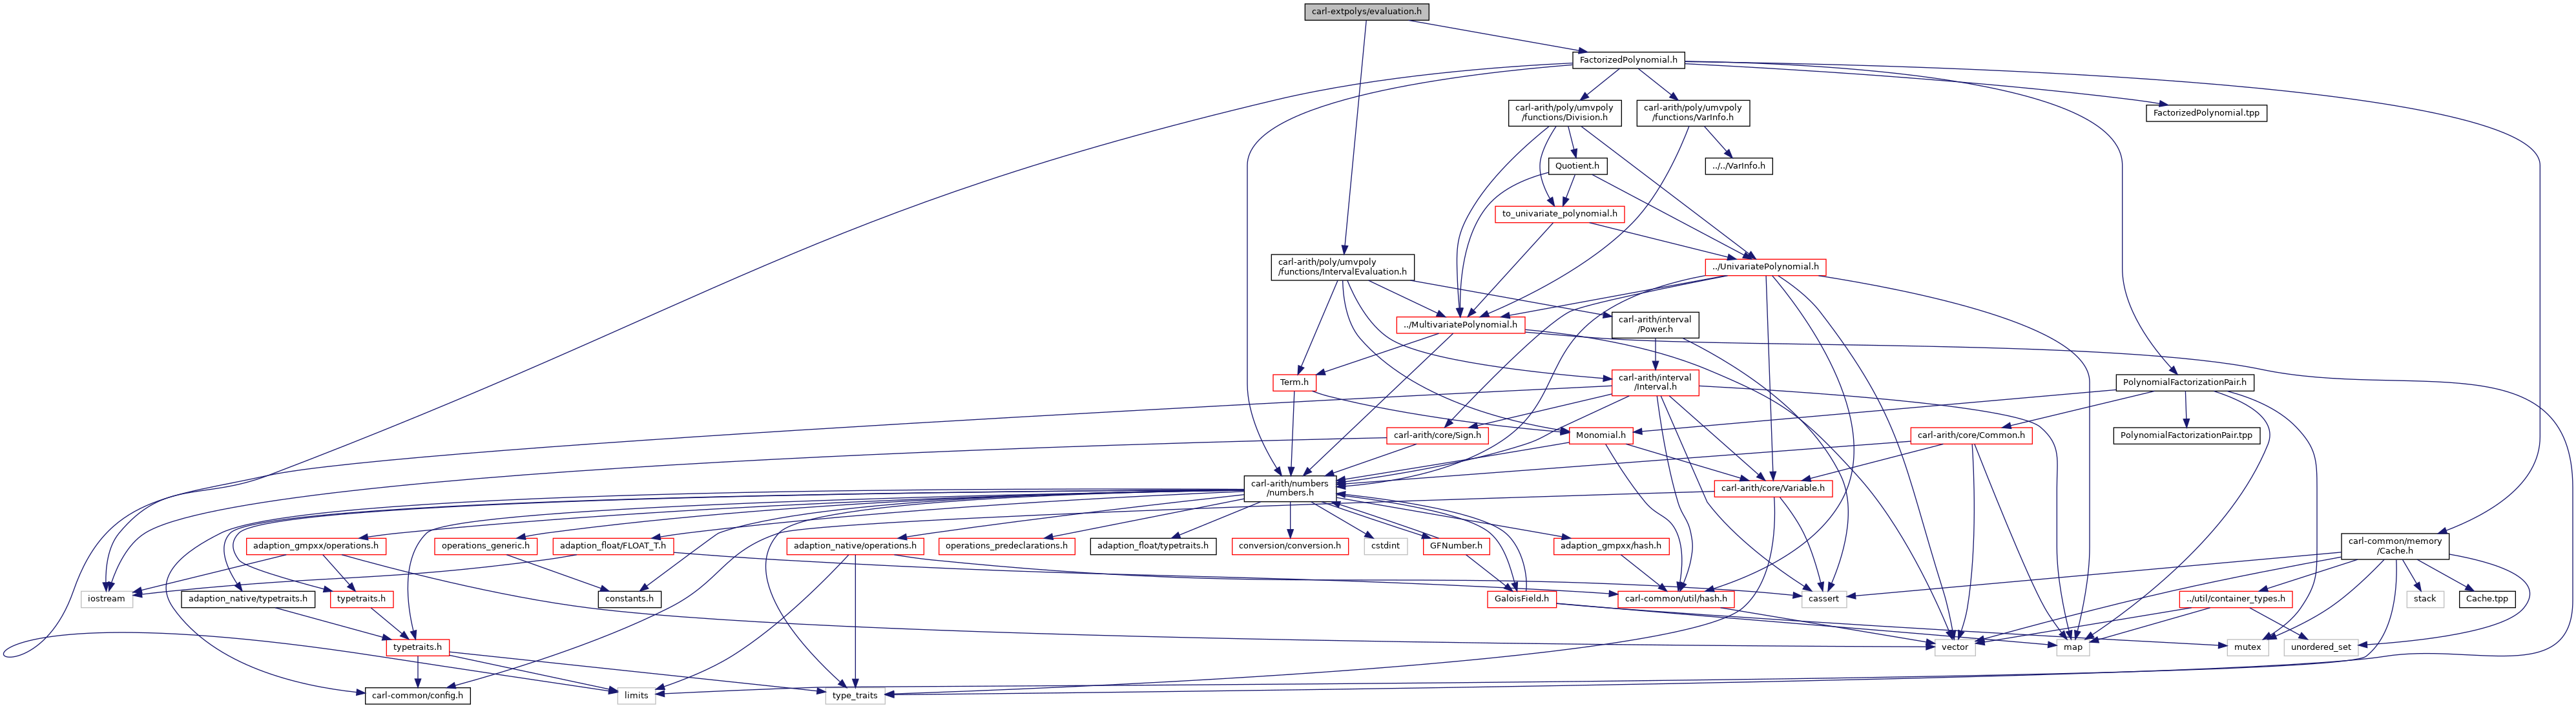 carl-extpolys/evaluation.h
FactorizedPolynomial.h
carl-arith/poly/umvpoly
/functions/Division.h
carl-arith/poly/umvpoly
/functions/VarInfo.h
FactorizedPolynomial.tpp
Quotient.h
../../VarInfo.h
to_univariate_polynomial.h
carl-arith/poly/umvpoly
/functions/IntervalEvaluation.h
../UnivariatePolynomial.h
../MultivariatePolynomial.h
carl-arith/interval
/Power.h
Term.h
carl-arith/interval
/Interval.h
PolynomialFactorizationPair.h
carl-arith/core/Sign.h
Monomial.h
carl-arith/core/Common.h
PolynomialFactorizationPair.tpp
carl-arith/numbers
/numbers.h
carl-arith/core/Variable.h
adaption_gmpxx/operations.h
operations_generic.h
adaption_float/FLOAT_T.h
adaption_native/operations.h
operations_predeclarations.h
adaption_float/typetraits.h
conversion/conversion.h
cstdint
GFNumber.h
adaption_gmpxx/hash.h
carl-common/memory
/Cache.h
iostream
adaption_native/typetraits.h
typetraits.h
constants.h
GaloisField.h
carl-common/util/hash.h
cassert
../util/container_types.h
stack
Cache.tpp
typetraits.h
vector
map
mutex
unordered_set
carl-common/config.h
limits
type_traits